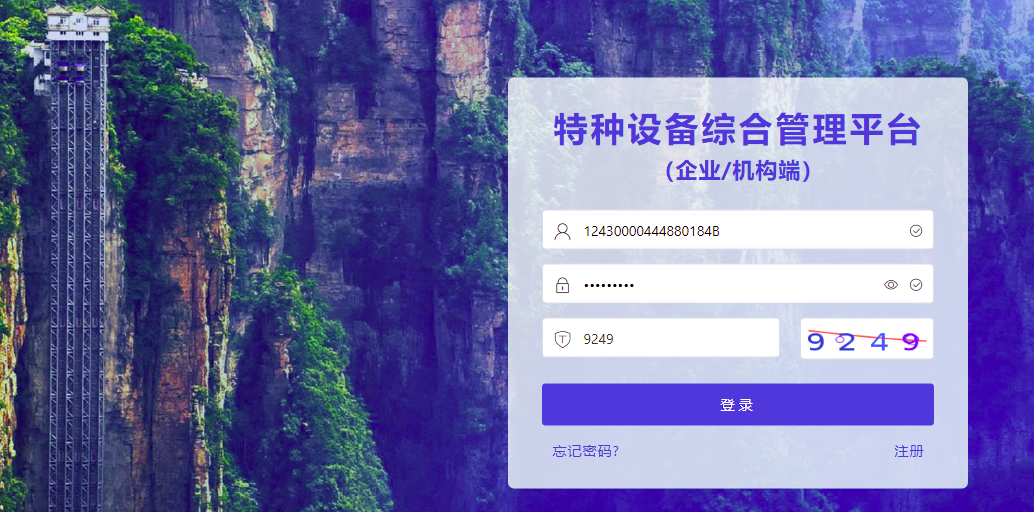 特种设备综合管理平台
（企业/机构端）
12430000444880184B
•••••••••
9249
9249
登录
忘记密码? 注册